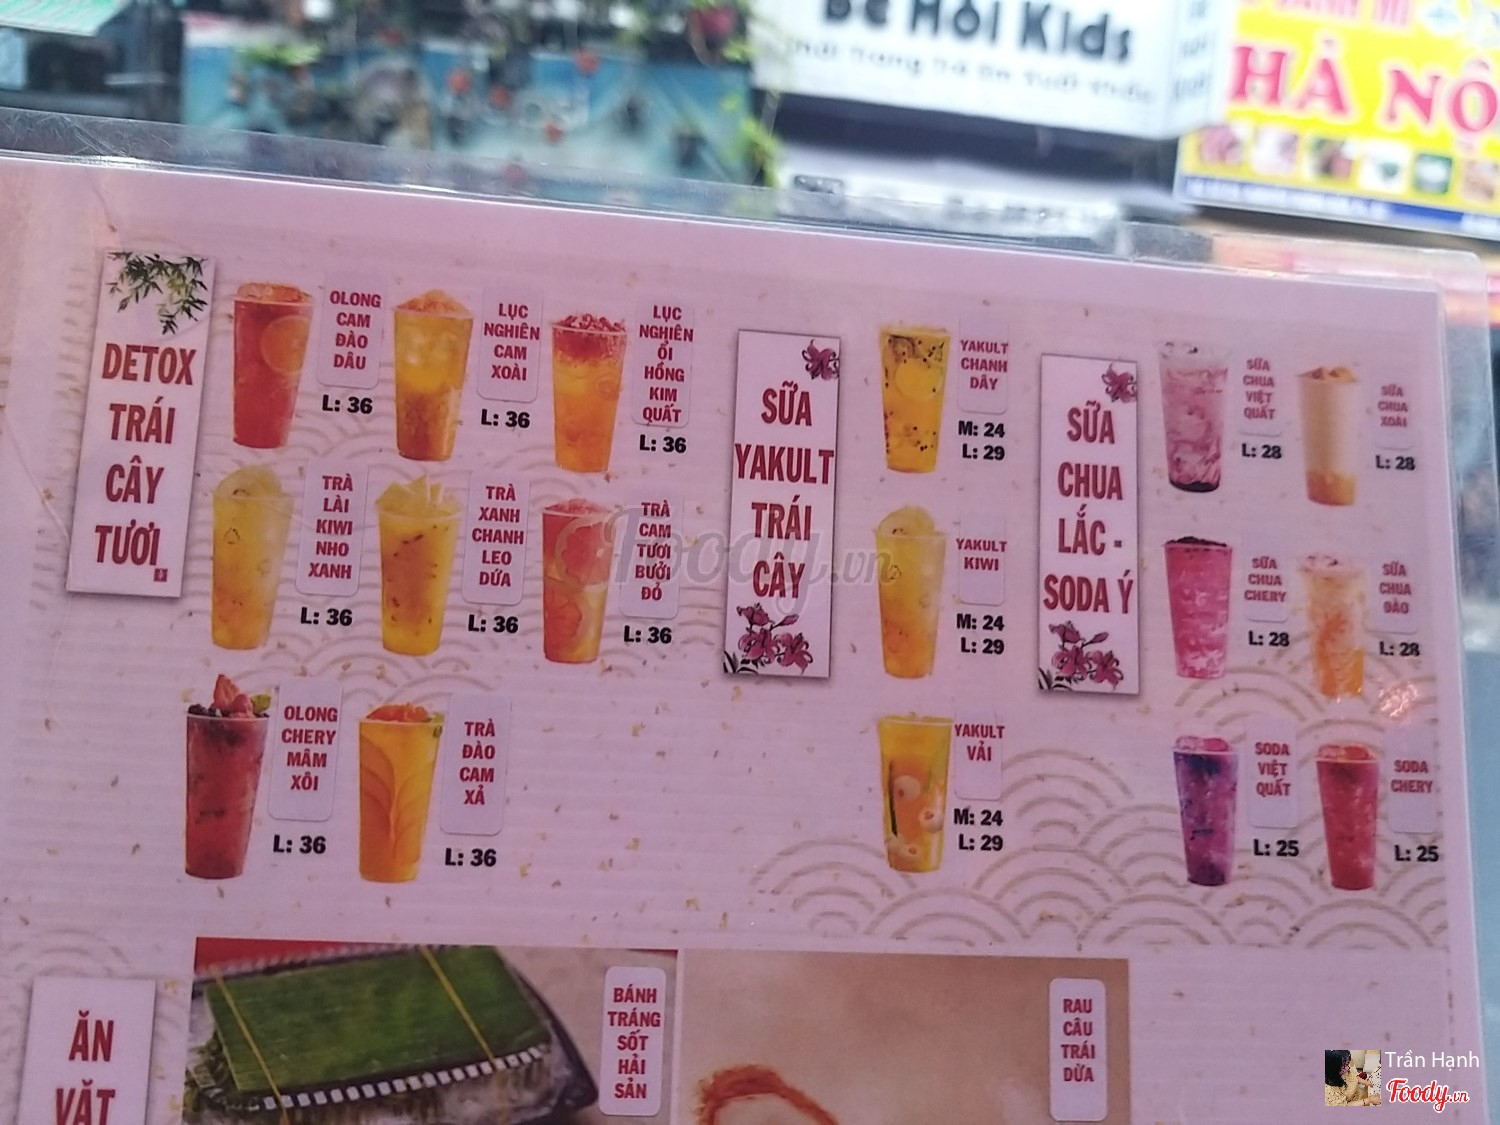 Be Hòi Kids
HÀ NỘ
DETOX
TRÁI
CÂY
TƯƠI
OLONG
CAM
ĐÀO
DÂU
L: 36
LỤC
NGHIÊN
CAM
XOÀI
L: 36
LỤC
NGHIÊN
ỔI
HỒNG
KIM
QUẤT
L: 36
TRÀ
LÀI
KIWI
NHO
XANH
L: 36
TRÀ
XANH
CHANH
LEO
DỨA
L: 36
TRÀ
CAM
TƯƠI
BƯỞI
ĐỎ
L: 36
OLONG
CHERY
MÂM
XÔI
L: 36
TRÀ
ĐÀO
CAM
XẢ
L: 36
SỮA
YAKULT
TRÁI
CÂY
YAKULT
CHANH
DÂY
M: 24
L: 29
YAKULT
KIWI
M: 24
L: 29
YAKULT
VẢI
M: 24
L: 29
SỮA
CHUA
LẮC -
SODA Ý
SỮA
CHUA
VIỆT
QUẤT
L: 28
SỮA
CHUA
XOÀI
L: 28
SỮA
CHUA
CHERY
L: 28
SỮA
CHUA
ĐÀO
L: 28
SODA
VIỆT
QUẤT
L: 25
SODA
CHERY
L: 25
Foody.vn
ĂN
VẶT
BÁNH
TRÁNG
SỐT
HẢI
SẢN
RAU
CÂU
TRÁI
DỪA
Trần Hạnh
Foody.vn